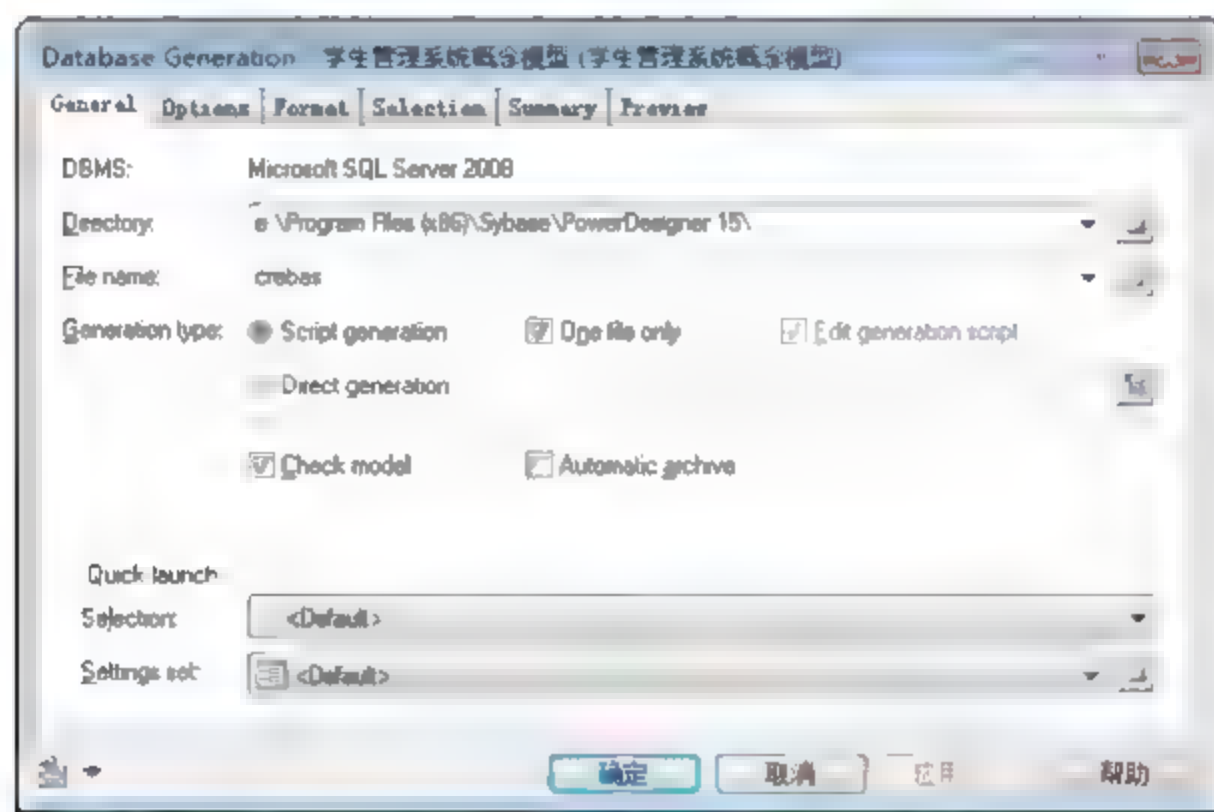 Database Generation 学生管理系统概念模型 (学生管理系统概念模型)
General Options Format Selection Summary Preview
DBMS: Microsoft SQL Server 2008
Directory: e:\Program Files (x86)\Sybase\PowerDesigner 15\
File name: crebas
Generation type: Script generation One file only Edit generation script
Direct generation
Check model Automatic archive
Quick launch
Selection: <Default>
Settings set: <Default>
确定 取消 应用 帮助